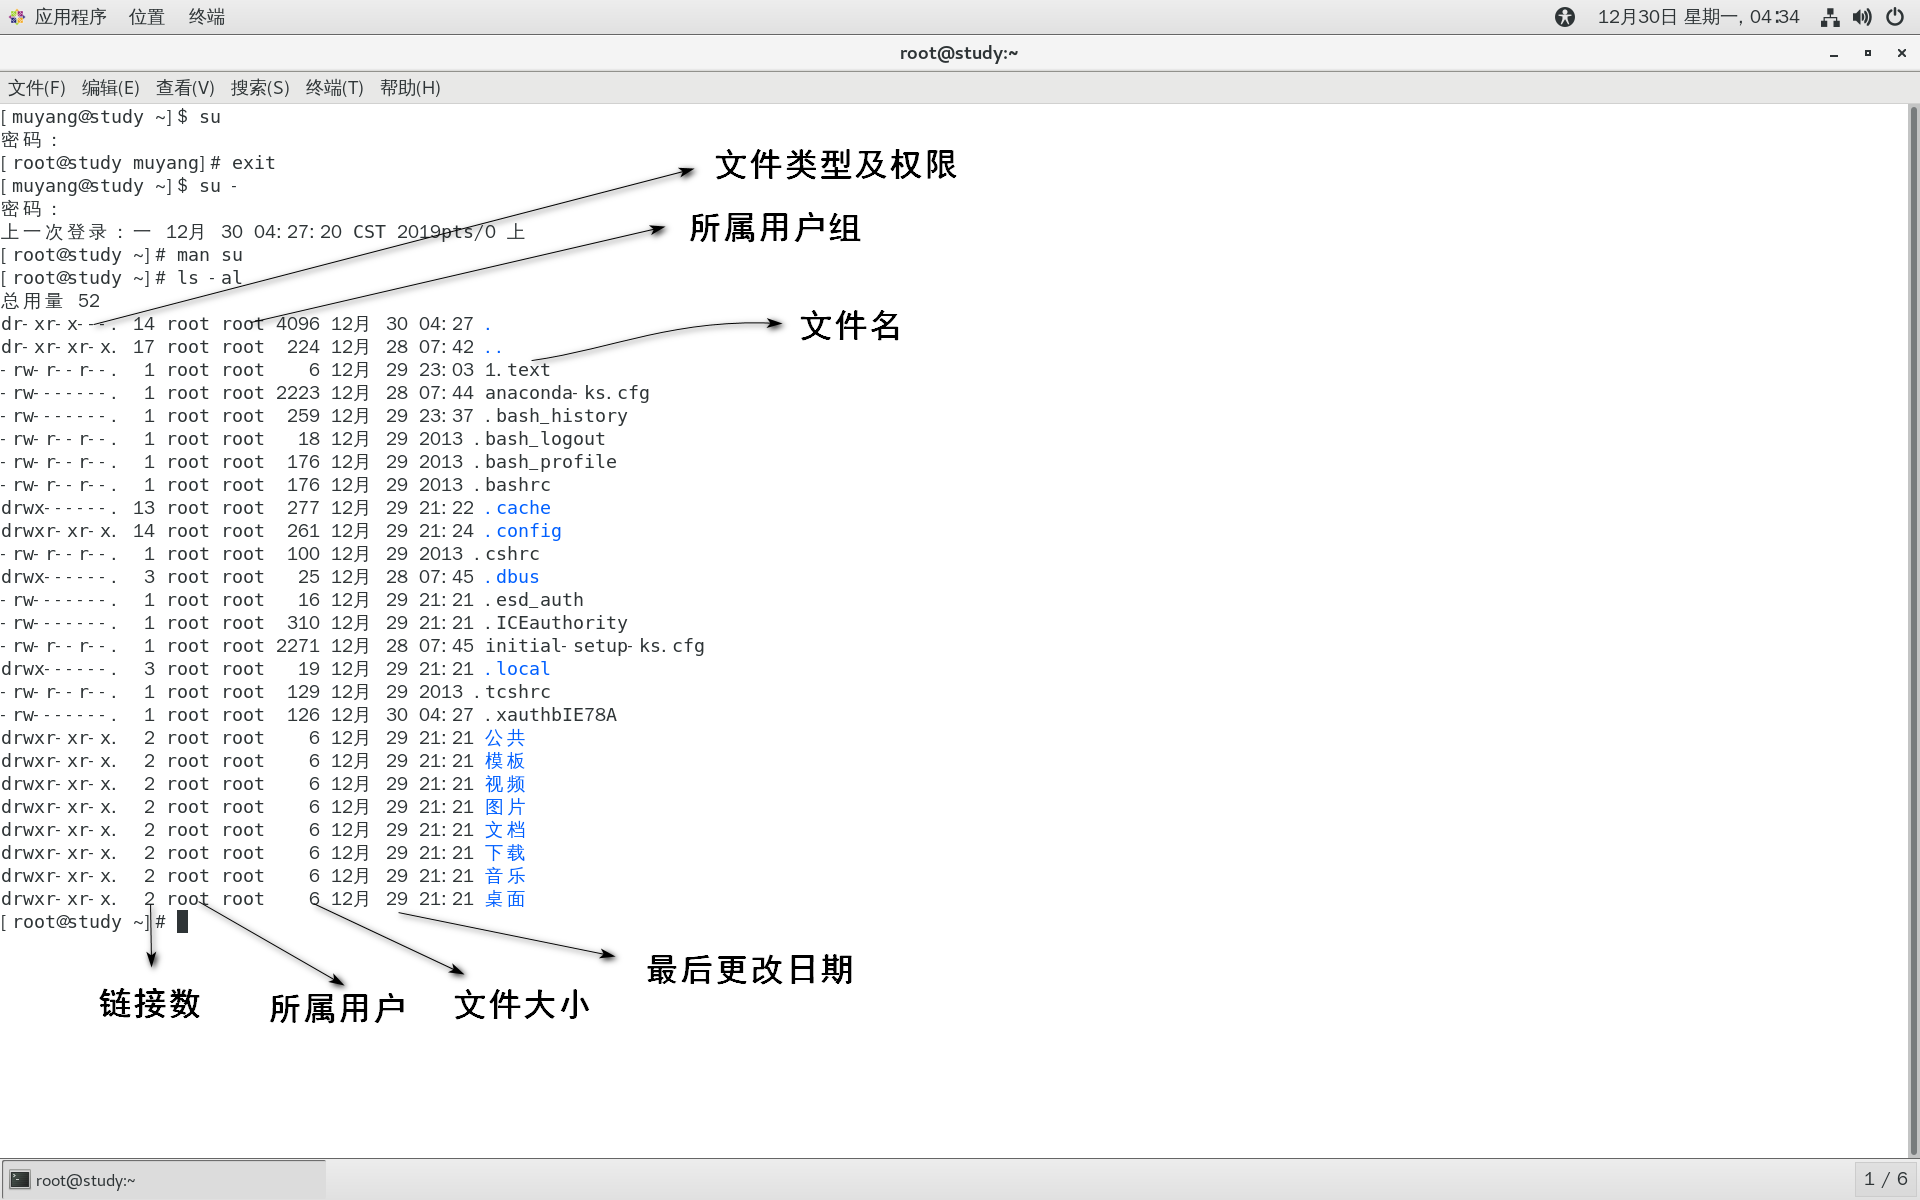 应用程序 位置 终端 12月30日 星期一, 04:34
root@study:~
文件(F) 编辑(E) 查看(V) 搜索(S) 终端(T) 帮助(H)
[muyang@study ~]$ su
密码：
[root@study muyang]# exit
[muyang@study ~]$ su -
密码：
上一次登录：一 12月 30 04:27:20 CST 2019pts/0 上
[root@study ~]# man su
[root@study ~]# ls -al
总用量 52
dr-xr-x---. 14 root root 4096 12月 30 04:27 .
dr-xr-xr-x. 17 root root 224 12月 28 07:42 ..
-rw-r--r--. 1 root root 6 12月 29 23:03 1.text
-rw-------. 1 root root 2223 12月 28 07:44 anaconda-ks.cfg
-rw-------. 1 root root 259 12月 29 23:37 .bash_history
-rw-r--r--. 1 root root 18 12月 29 2013 .bash_logout
-rw-r--r--. 1 root root 176 12月 29 2013 .bash_profile
-rw-r--r--. 1 root root 176 12月 29 2013 .bashrc
drwx------. 13 root root 277 12月 29 21:22 .cache
drwxr-xr-x. 14 root root 261 12月 29 21:24 .config
-rw-r--r--. 1 root root 100 12月 29 2013 .cshrc
drwx------. 3 root root 25 12月 28 07:45 .dbus
-rw-------. 1 root root 16 12月 29 21:21 .esd_auth
-rw-------. 1 root root 310 12月 29 21:21 .ICEauthority
-rw-r--r--. 1 root root 2271 12月 28 07:45 initial-setup-ks.cfg
drwx------. 3 root root 19 12月 29 21:21 .local
-rw-r--r--. 1 root root 129 12月 29 2013 .tcshrc
-rw-------. 1 root root 126 12月 30 04:27 .xauthbIE78A
drwxr-xr-x. 2 root root 6 12月 29 21:21 公共
drwxr-xr-x. 2 root root 6 12月 29 21:21 模板
drwxr-xr-x. 2 root root 6 12月 29 21:21 视频
drwxr-xr-x. 2 root root 6 12月 29 21:21 图片
drwxr-xr-x. 2 root root 6 12月 29 21:21 文档
drwxr-xr-x. 2 root root 6 12月 29 21:21 下载
drwxr-xr-x. 2 root root 6 12月 29 21:21 音乐
drwxr-xr-x. 2 root root 6 12月 29 21:21 桌面
[root@study ~]#
文件类型及权限
所属用户组
文件名
最后更改日期
链接数
所属用户
文件大小
root@study:~
1 / 6